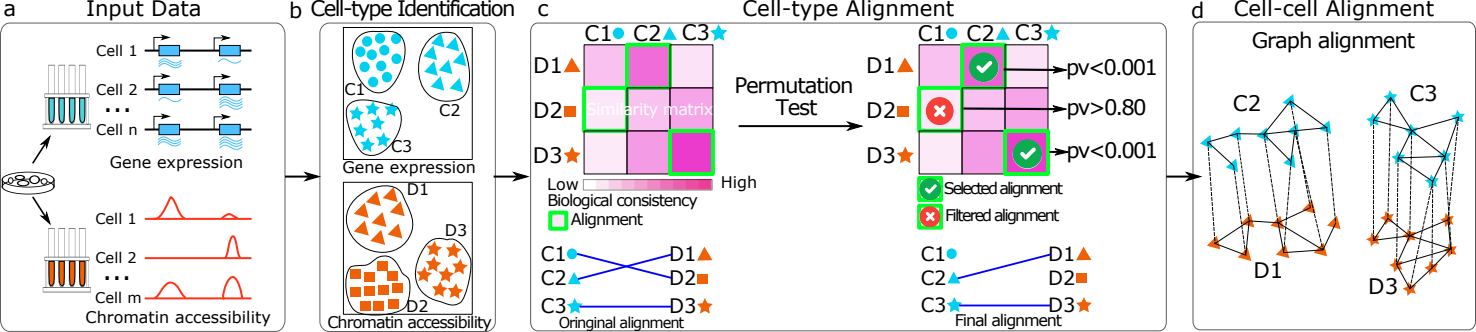 a
Input Data
Cell 1
Cell 2
...
Cell n
Gene expression
Cell 1
Cell 2
...
Cell m
Chromatin accessibility
b
Cell-type Identification
C1
C2
C3
Gene expression
D1
D3
D2
Chromatin accessibility
c
Cell-type Alignment
C1 C2 C3
D1
D2
D3
Similarity matrix
Low High
Biological consistency
Alignment
C1 D1
C2 D2
C3 D3
Oringinal alignment
Permutation
Test
C1 C2 C3
D1
D2
D3
pv<0.001
pv>0.80
pv<0.001
Selected alignment
Filtered alignment
C1 D1
C2 D2
C3 D3
Final alignment
d
Cell-cell Alignment
Graph alignment
C2
C3
D1
D3